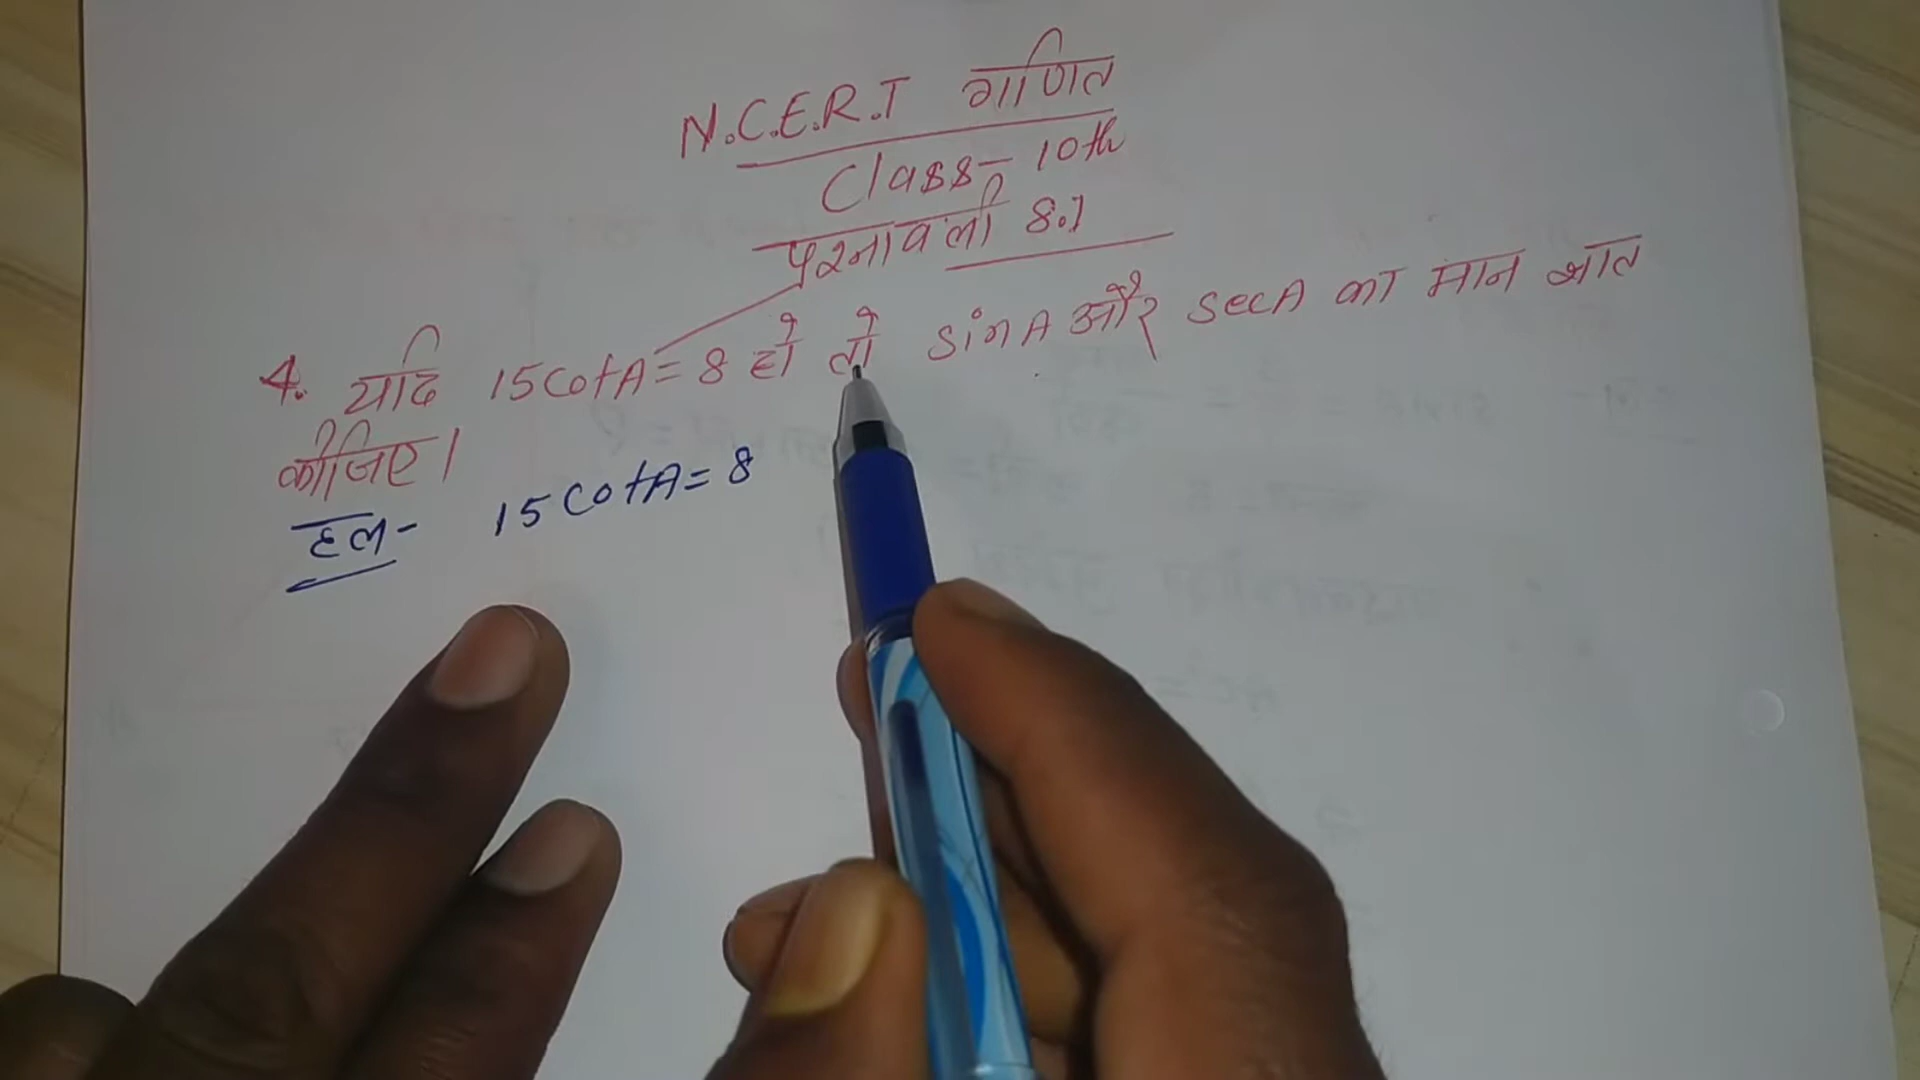 N.C.E.R.T गणित
Class- 10th
प्रश्नावली 8.1
4. यदि 15CotA = 8 हो तो sinA और secA का मान ज्ञात
कीजिए।
हल- 15CotA = 8